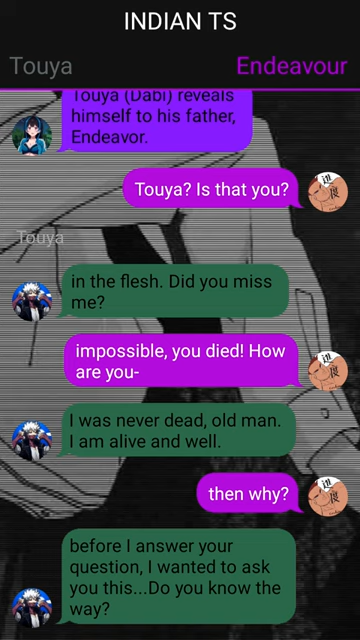 INDIAN TS
Touya
Endeavour
Touya (Dabi) reveals
himself to his father,
Endeavor.
Touya? Is that you?
Touya
in the flesh. Did you miss
me?
impossible, you died! How
are you-
I was never dead, old man.
I am alive and well.
then why?
before I answer your
question, I wanted to ask
you this...Do you know the
way?